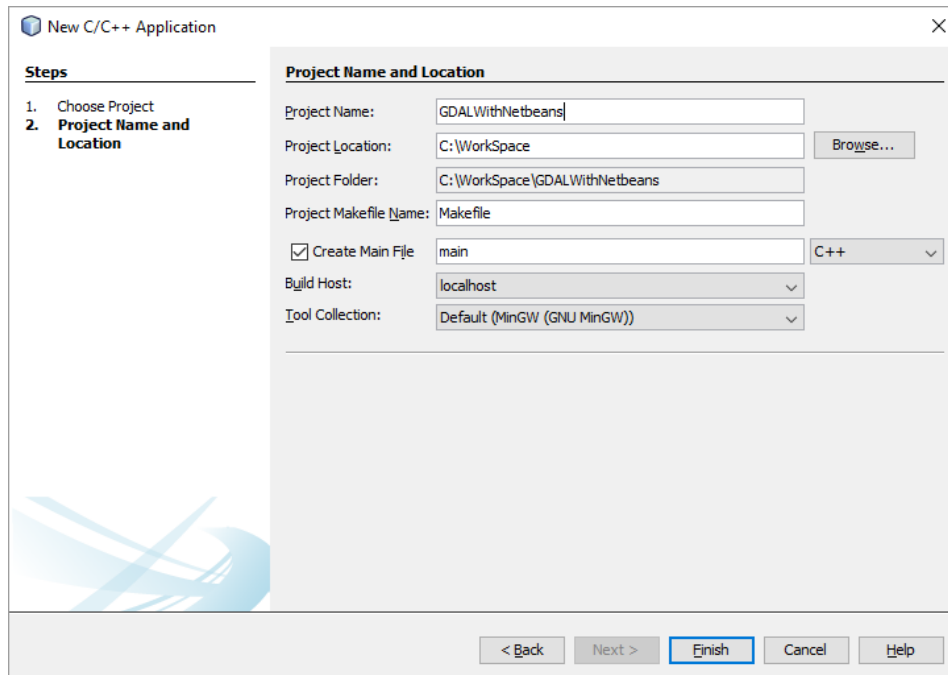 New C/C++ Application
Steps
1. Choose Project
2. Project Name and
Location
Project Name and Location
Project Name: GDALWithNetbeans
Project Location: C:\WorkSpace Browse...
Project Folder: C:\WorkSpace\GDALWithNetbeans
Project Makefile Name: Makefile
Create Main File main C++
Build Host: localhost
Tool Collection: Default (MinGW (GNU MinGW))
< Back Next > Finish Cancel Help